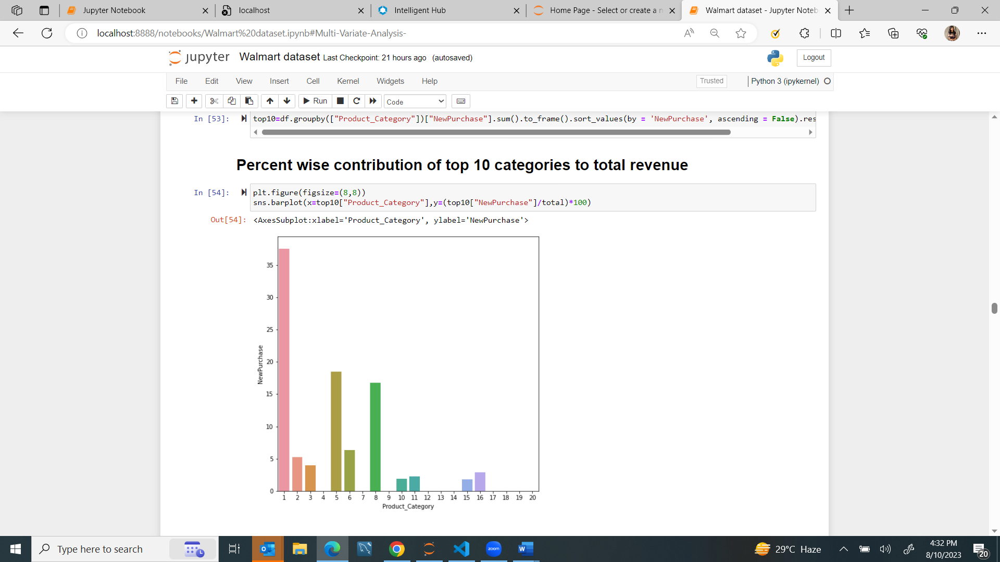 Jupyter Notebook
localhost
Intelligent Hub
Home Page - Select or create a n
Walmart dataset - Jupyter Noteb
localhost:8888/notebooks/Walmart%20dataset.ipynb#Multi-Variate-Analysis-
jupyter Walmart dataset Last Checkpoint: 21 hours ago (autosaved)
Logout
File Edit View Insert Cell Kernel Widgets Help
Trusted
Python 3 (ipykernel)
Run
Code
In [53]:
top10=df.groupby(["Product_Category"])["NewPurchase"].sum().to_frame().sort_values(by = 'NewPurchase', ascending = False).res
Percent wise contribution of top 10 categories to total revenue
In [54]:
plt.figure(figsize=(8,8))
sns.barplot(x=top10["Product_Category"],y=(top10["NewPurchase"]/total)*100)
Out[54]:
<AxesSubplot:xlabel='Product_Category', ylabel='NewPurchase'>
35
30
25
20
15
10
5
0
NewPurchase
1 2 3 4 5 6 7 8 9 10 11 12 13 14 15 16 17 18 19 20
Product_Category
Type here to search
zoom
29°C Haze
4:32 PM
8/10/2023
20